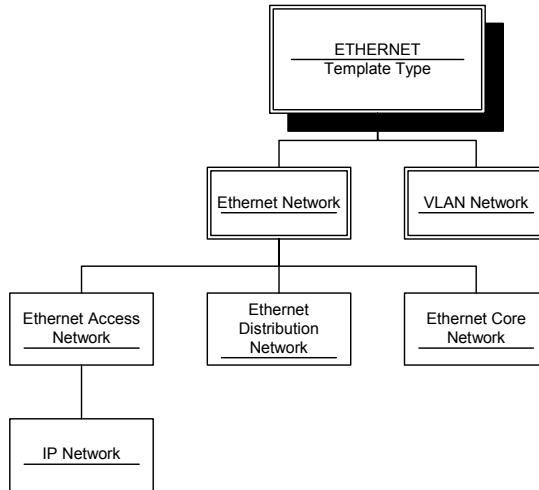 ETHERNET
Template Type
Ethernet Network
VLAN Network
Ethernet Access
Network
Ethernet
Distribution
Network
Ethernet Core
Network
IP Network